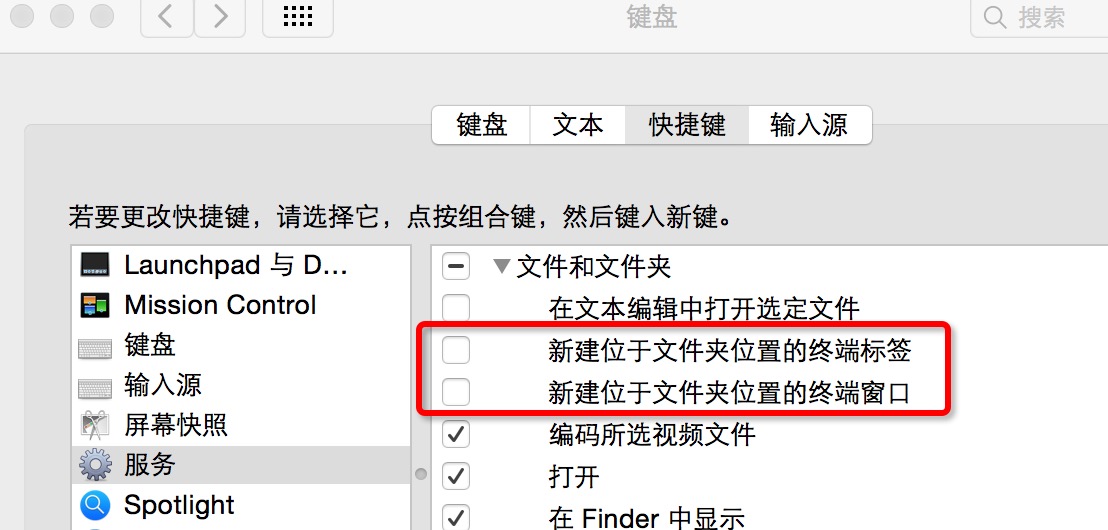 键盘
搜索
键盘 文本 快捷键 输入源
若要更改快捷键，请选择它，点按组合键，然后键入新键。
Launchpad 与 D...
Mission Control
键盘
输入源
屏幕快照
服务
Spotlight
文件和文件夹
在文本编辑中打开选定文件
新建位于文件夹位置的终端标签
新建位于文件夹位置的终端窗口
编码所选视频文件
打开
在 Finder 中显示